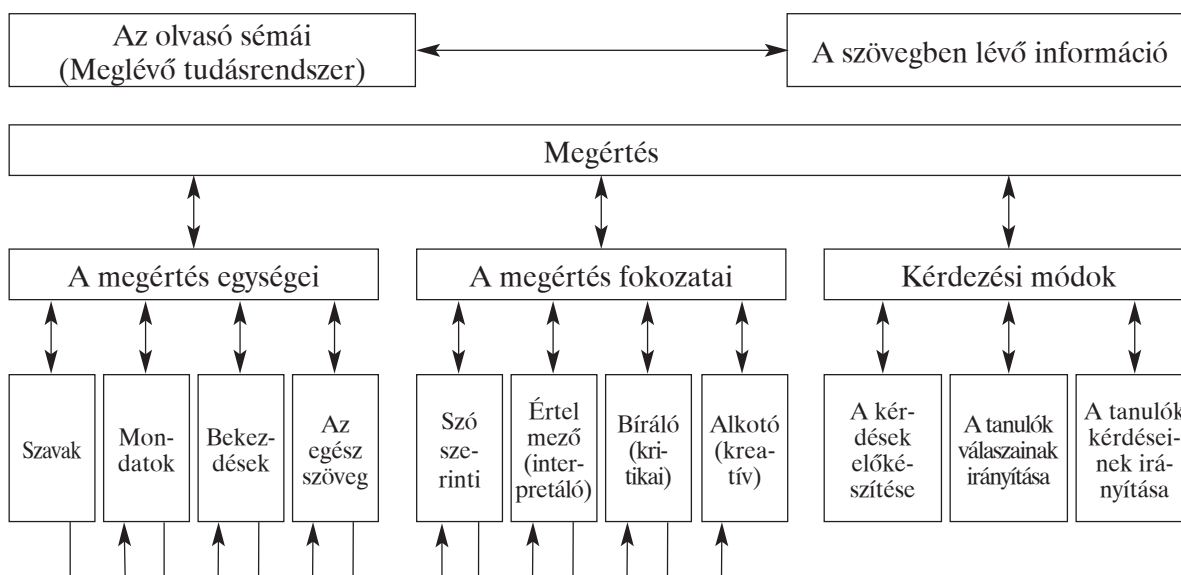 Az olvasó sémái
(Meglévő tudásrendszer)
A szövegben lévő információ
Megértés
A megértés egységei
A megértés fokozatai
Kérdezési módok
Szavak
Mon-
datok
Bekez-
dések
Az
egész
szöveg
Szó
sze-
rinti
Értel
mező
(inter-
pretáló)
Bíráló
(kri-
tikai)
Alkotó
(krea-
tív)
A kér-
dések
előké-
szítése
A tanulók
válaszainak
irányítása
A tanulók
kérdései-
nek irá-
nyítása